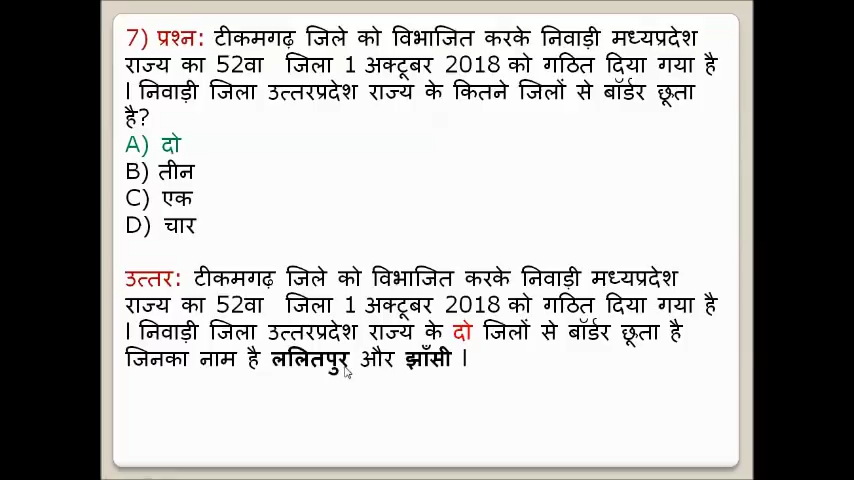 7) प्रश्न: टीकमगढ़ जिले को विभाजित करके निवाड़ी मध्यप्रदेश
राज्य का 52वा जिला 1 अक्टूबर 2018 को गठित दिया गया है
। निवाड़ी जिला उत्तरप्रदेश राज्य के कितने जिलों से बॉर्डर छूता
है?
A) दो
B) तीन
C) एक
D) चार
उत्तर: टीकमगढ़ जिले को विभाजित करके निवाड़ी मध्यप्रदेश
राज्य का 52वा जिला 1 अक्टूबर 2018 को गठित दिया गया है
। निवाड़ी जिला उत्तरप्रदेश राज्य के दो जिलों से बॉर्डर छूता है
जिनका नाम है ललितपुर और झाँसी ।